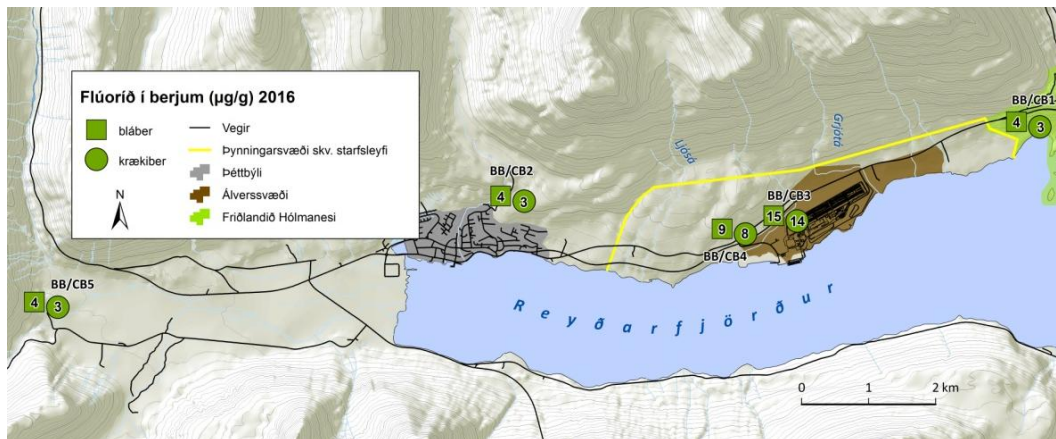 Flúoríð í berjum (µg/g) 2016
bláber
krækiber
N
Vegir
Þynningarsvæði skv. starfsleyfi
Þéttbýli
Álverssvæði
Friðlandið Hólmanesi
BB/CB1
4 3
Ljósá
Grjótá
BB/CB2
4 3
BB/CB3
15 14
9 8
BB/CB4
BB/CB5
4 3
Reyðarfjörður
0 1 2 km